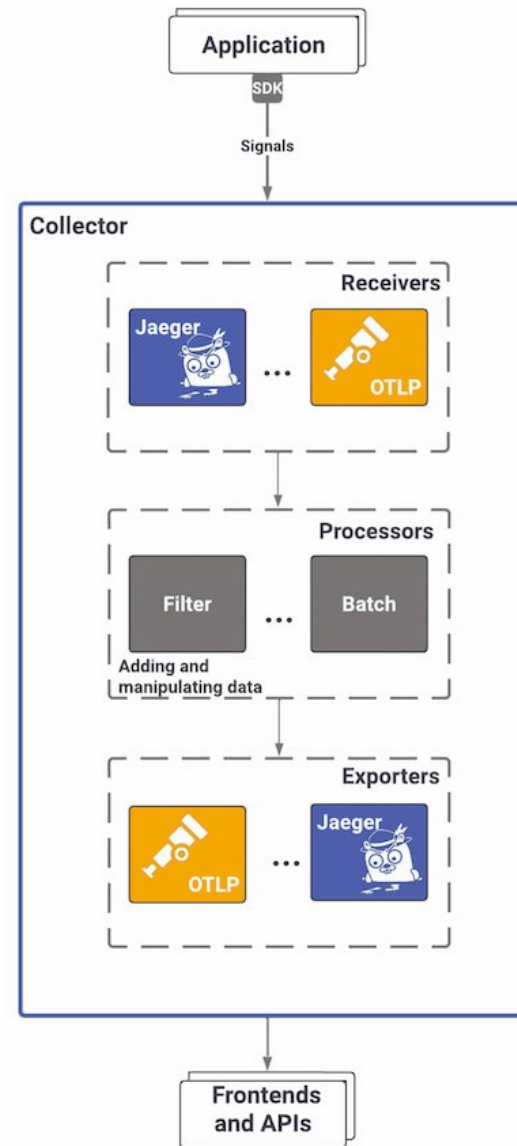 Application
SDK
Signals
Collector
Receivers
Jaeger
...
OTLP
Processors
Filter
...
Batch
Adding and
manipulating data
Exporters
OTLP
...
Jaeger
Frontends
and APIs